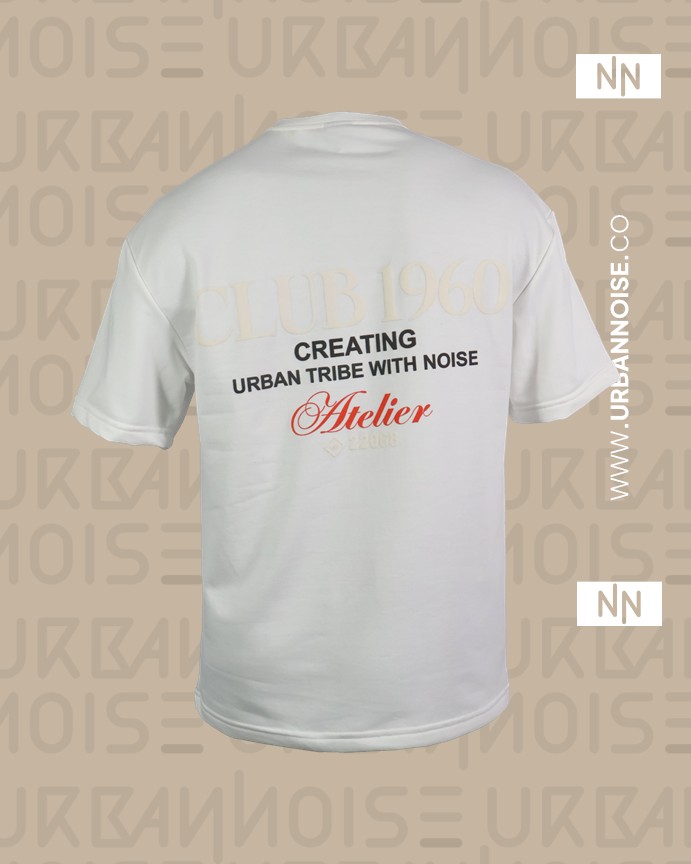 URBANNOISE
NN
WWW.URBANNOISE.CO
CLUB 1960
CREATING
URBAN TRIBE WITH NOISE
Atelier
NN